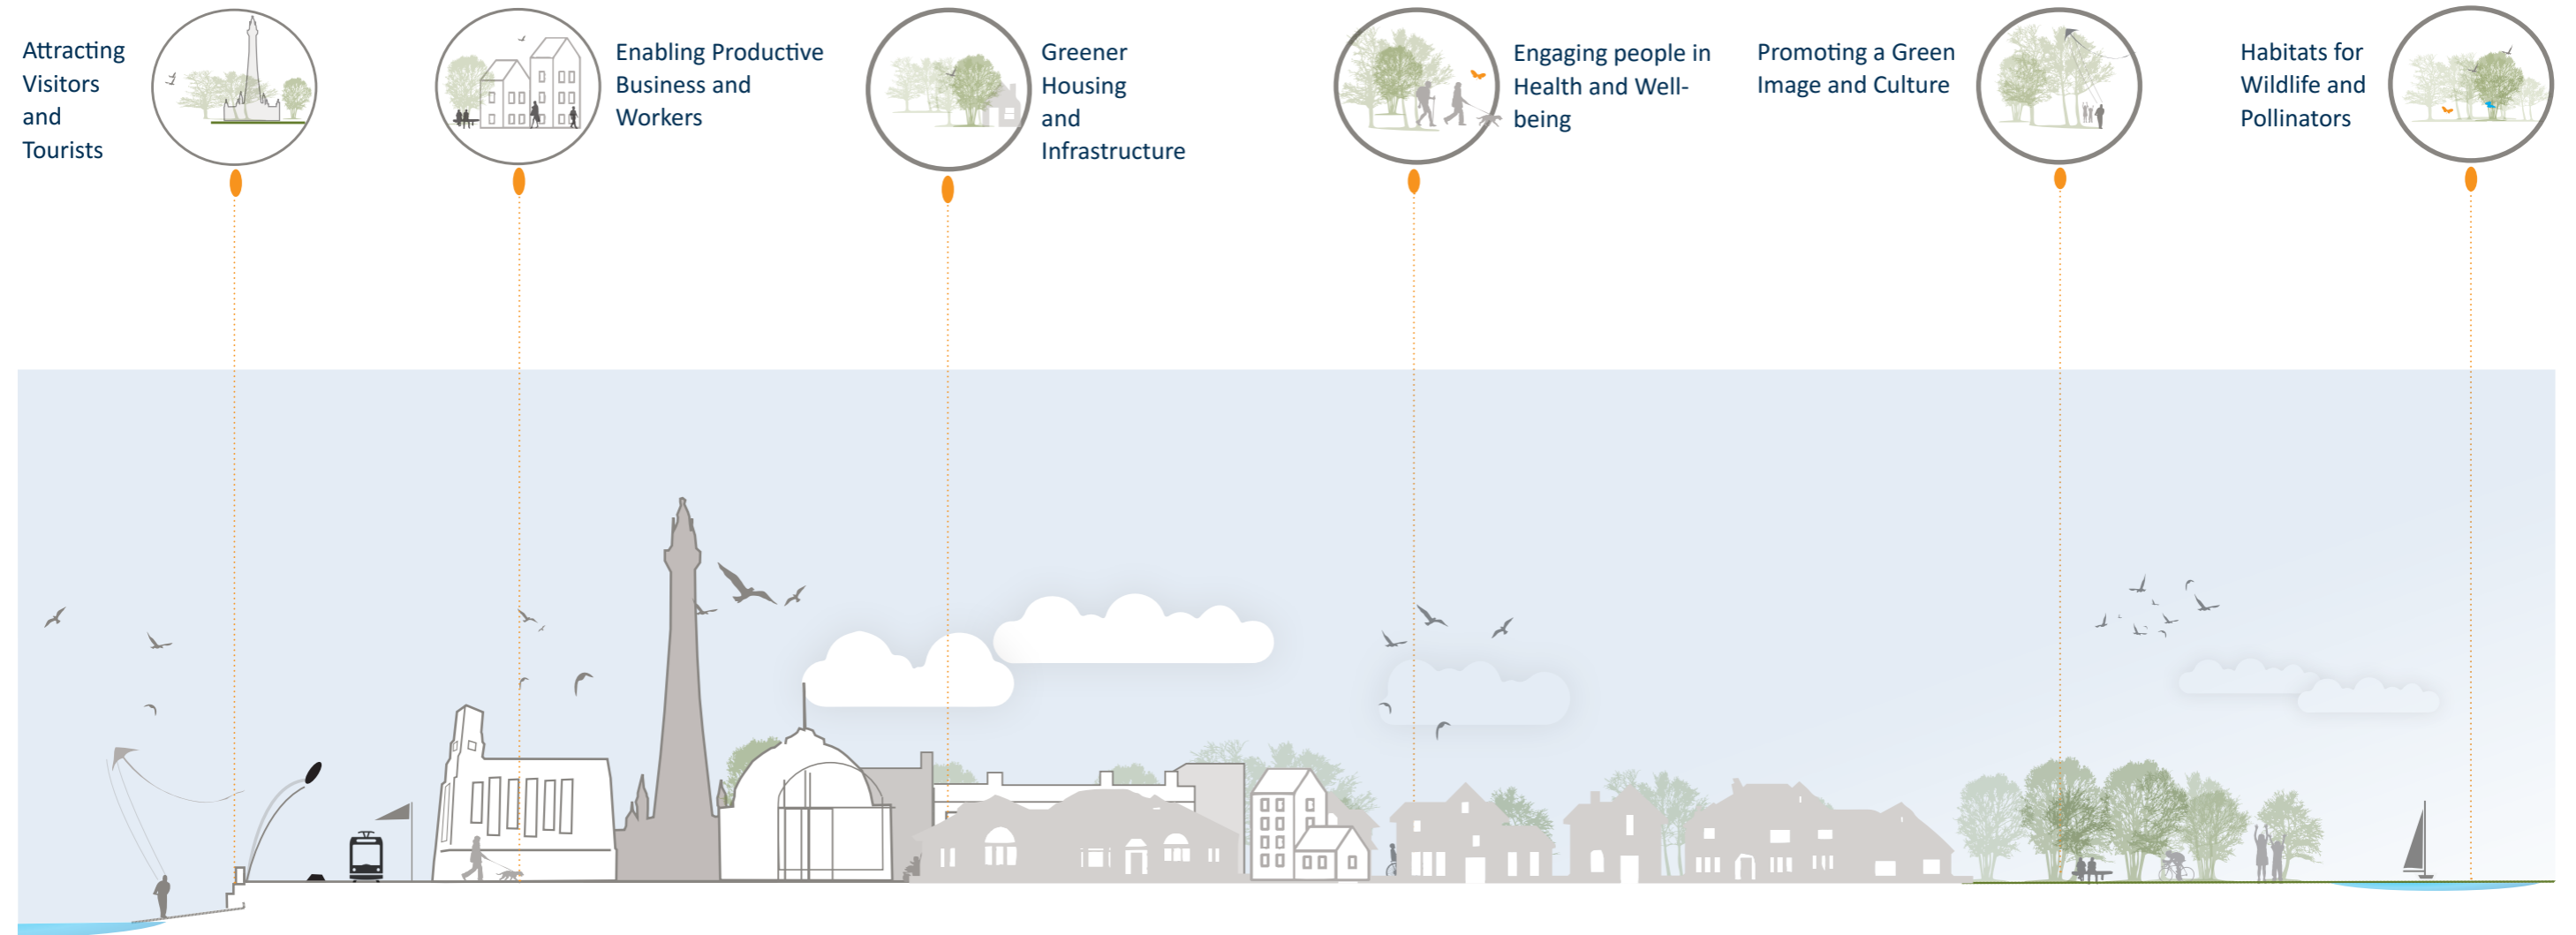 Attracting
Visitors
and
Tourists
Enabling Productive
Business and
Workers
Greener
Housing
and
Infrastructure
Engaging people in
Health and Well-
being
Promoting a Green
Image and Culture
Habitats for
Wildlife and
Pollinators